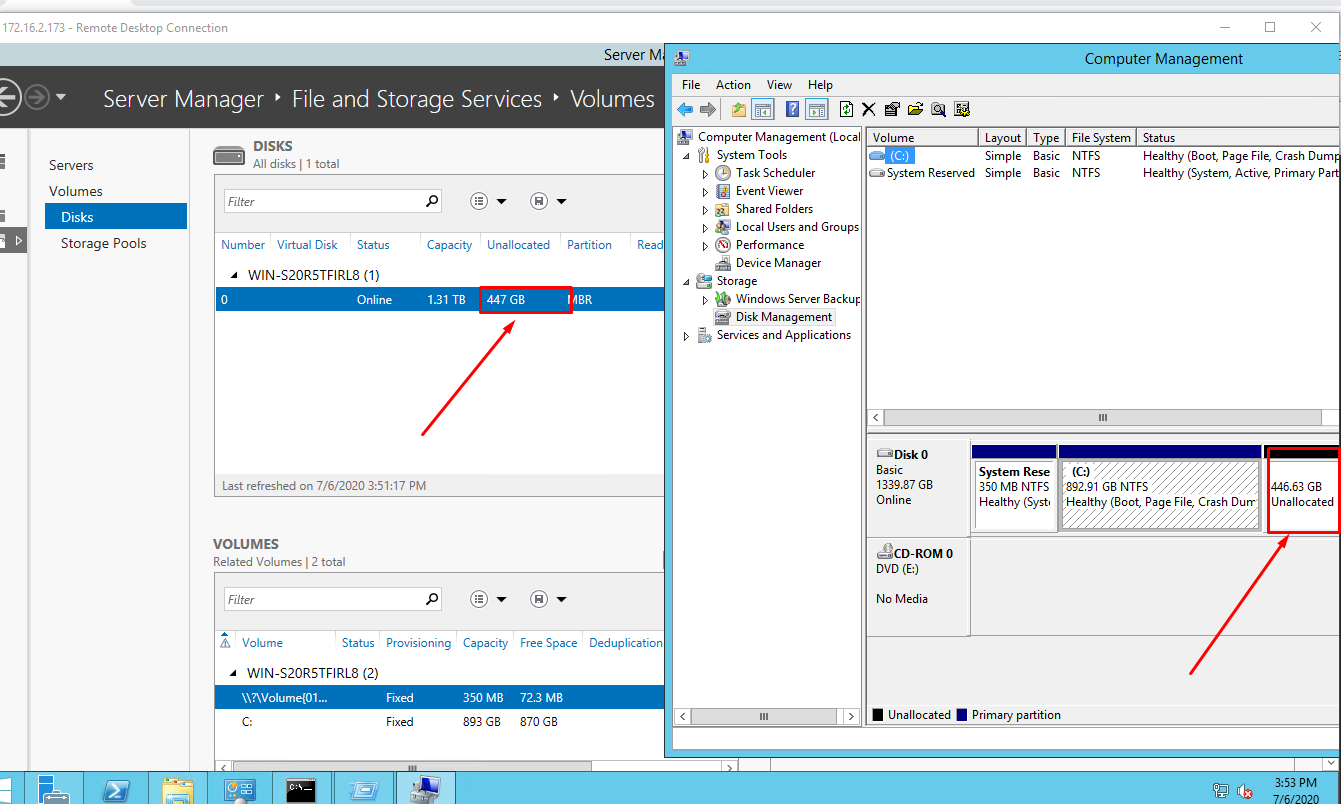 172.16.2.173 - Remote Desktop Connection
Server Ma
Server Manager ‣ File and Storage Services ‣ Volumes
Servers
Volumes
Disks
Storage Pools
DISKS
All disks | 1 total
Filter
Number Virtual Disk Status Capacity Unallocated Partition Read
WIN-S20R5TFIRL8 (1)
0 Online 1.31 TB 447 GB MBR
Last refreshed on 7/6/2020 3:51:17 PM
VOLUMES
Related Volumes | 2 total
Filter
Volume Status Provisioning Capacity Free Space Deduplication
WIN-S20R5TFIRL8 (2)
\\?\Volume{01... Fixed 350 MB 72.3 MB
C: Fixed 893 GB 870 GB
Computer Management
File Action View Help
Computer Management (Local
System Tools
Task Scheduler
Event Viewer
Shared Folders
Local Users and Groups
Performance
Device Manager
Storage
Windows Server Backup
Disk Management
Services and Applications
Volume Layout Type File System Status
(C:) Simple Basic NTFS Healthy (Boot, Page File, Crash Dump
System Reserved Simple Basic NTFS Healthy (System, Active, Primary Part
Disk 0
Basic
1339.87 GB
Online
System Rese
350 MB NTFS
Healthy (Syst
(C:)
892.91 GB NTFS
Healthy (Boot, Page File, Crash Dum
446.63 GB
Unallocated
CD-ROM 0
DVD (E:)
No Media
Unallocated Primary partition
3:53 PM
7/6/2020